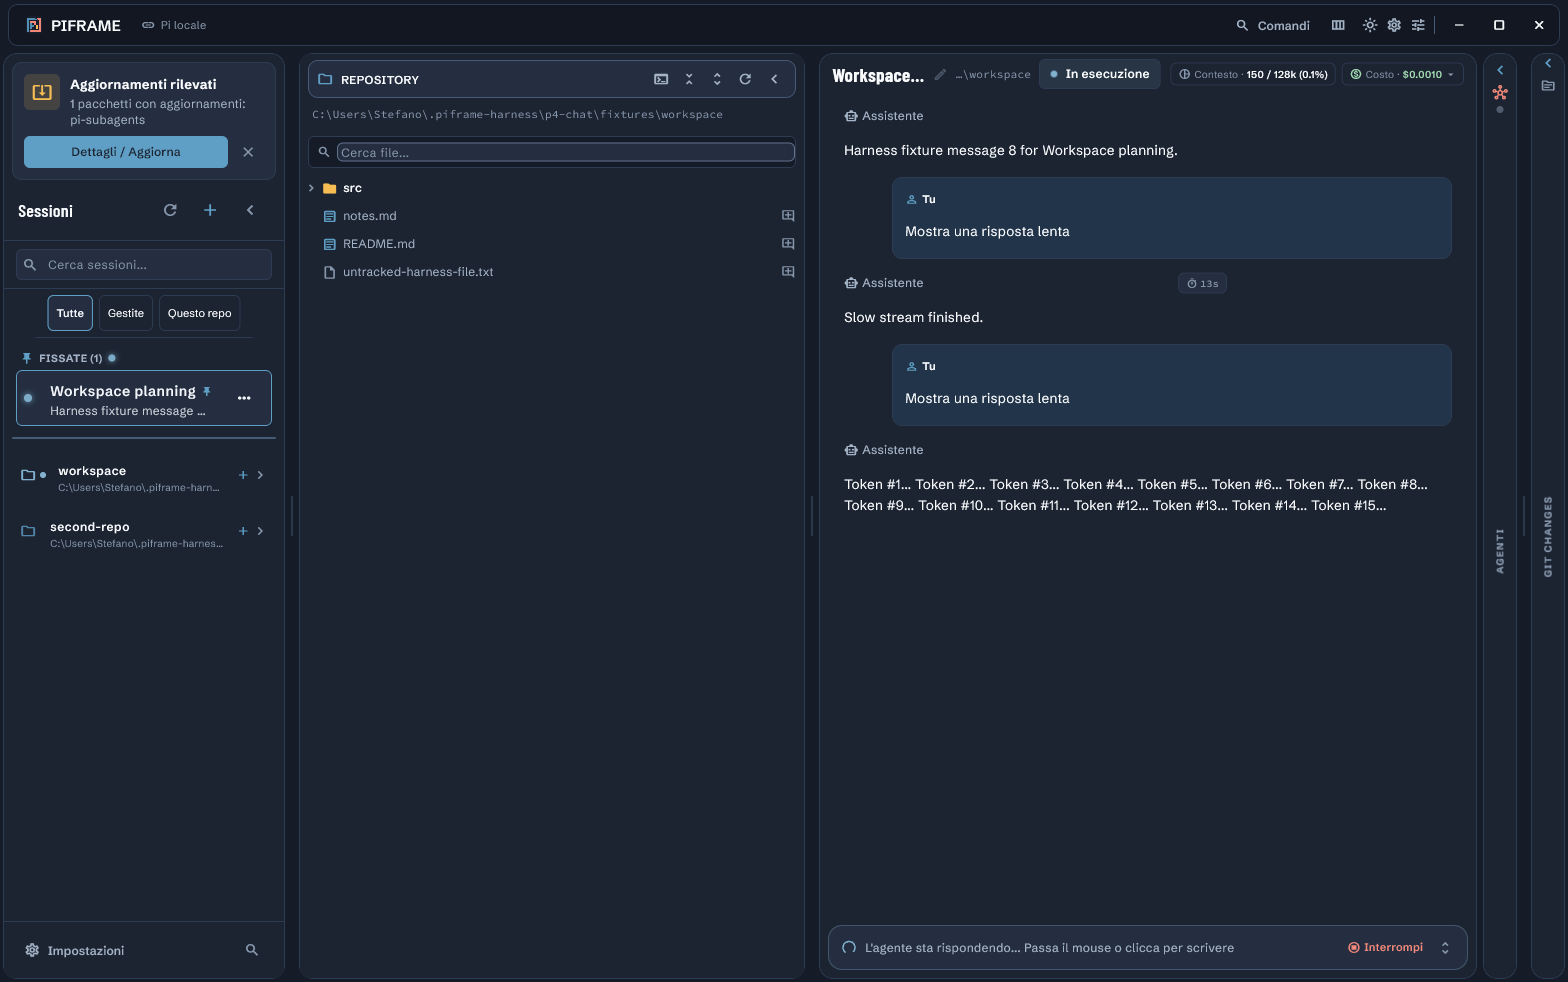 PIFRAME
Pi locale
Comandi
Aggiornamenti rilevati
1 pacchetti con aggiornamenti:
pi-subagents
Dettagli / Aggiorna
Sessioni
Cerca sessioni...
Tutte
Gestite
Questo repo
FISSATE (1)
Workspace planning
Harness fixture message ...
workspace
C:\Users\Stefano\.piframe-harn...
second-repo
C:\Users\Stefano\.piframe-harnes...
Impostazioni
REPOSITORY
C:\Users\Stefano\.piframe-harness\p4-chat\fixtures\workspace
Cerca file...
src
notes.md
README.md
untracked-harness-file.txt
Workspace...
…\workspace
In esecuzione
Contesto · 150 / 128k (0.1%)
Costo · $0.0010
Assistente
Harness fixture message 8 for Workspace planning.
Tu
Mostra una risposta lenta
Assistente
13s
Slow stream finished.
Tu
Mostra una risposta lenta
Assistente
Token #1... Token #2... Token #3... Token #4... Token #5... Token #6... Token #7... Token #8...
Token #9... Token #10... Token #11... Token #12... Token #13... Token #14... Token #15...
L'agente sta rispondendo... Passa il mouse o clicca per scrivere
Interrompi
AGENTI
GIT CHANGES